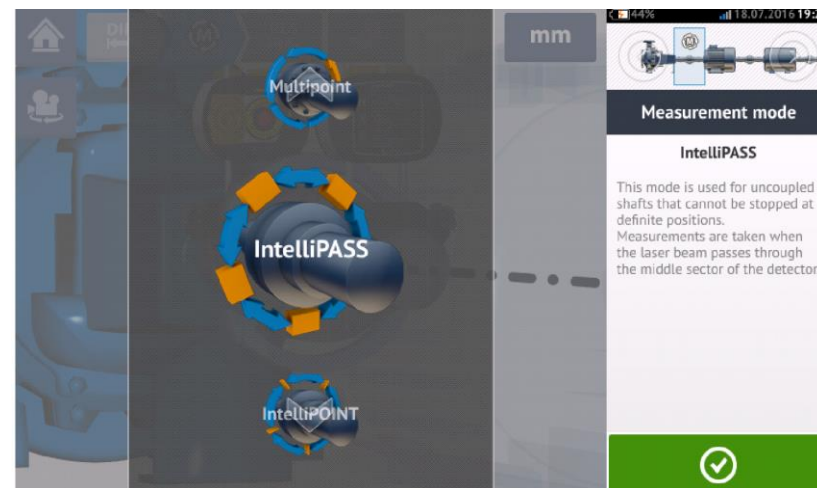 44% 18.07.2016 19:
DI
mm
Multipoint
IntelliPASS
IntelliPOINT
M
Measurement mode
IntelliPASS
This mode is used for uncoupled
shafts that cannot be stopped at
definite positions.
Measurements are taken when
the laser beam passes through
the middle sector of the detector